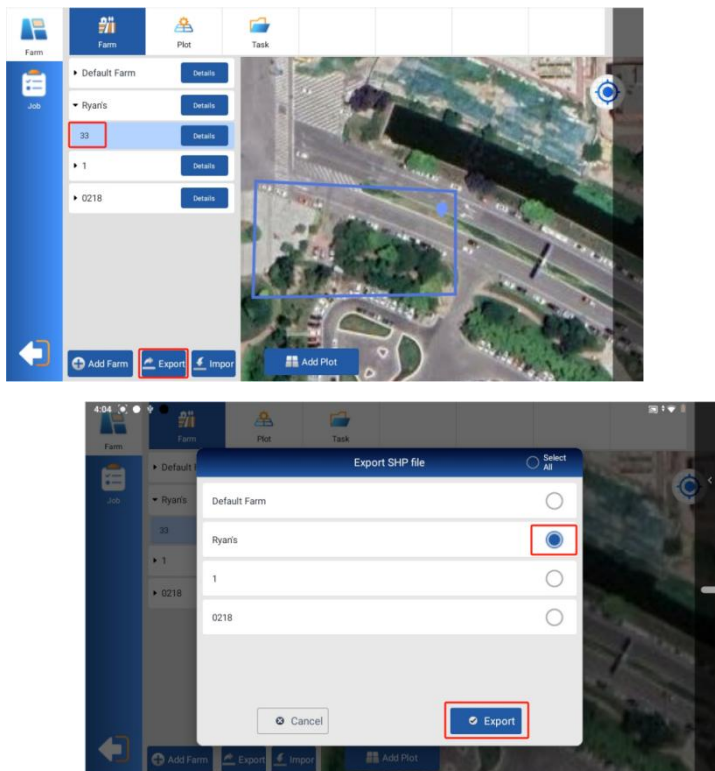 Farm
Farm
Plot
Task
Job
Default Farm
Details
Ryan's
Details
33
Details
1
Details
0218
Details
Add Farm
Export
Impor
Add Plot
4:04
Farm
Farm
Plot
Task
Export SHP file
Select
All
Job
Default F
Default Farm
Ryan's
33
Ryan's
1
1
0218
0218
Cancel
Export
Add Farm
Export
Impor
Add Plot